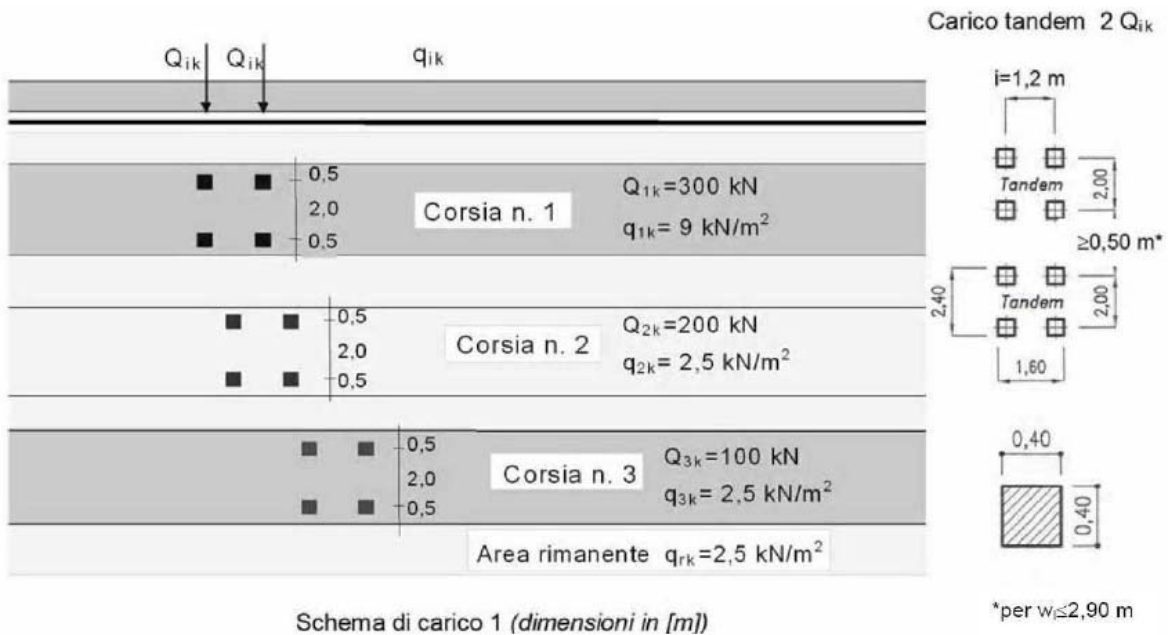 Carico tandem 2 Qik
Qik Qik qik
i=1,2 m
0,5
2,0
0,5
Corsia n. 1
Q1k=300 kN
q1k= 9 kN/m²
Tandem
2,00
≥0,50 m*
0,5
2,0
0,5
Corsia n. 2
Q2k=200 kN
q2k= 2,5 kN/m²
2,40
Tandem
2,00
1,60
0,5
2,0
0,5
Corsia n. 3
Q3k=100 kN
q3k= 2,5 kN/m²
0,40
0,40
Area rimanente qrk=2,5 kN/m²
Schema di carico 1 (dimensioni in [m])
*per wl≤2,90 m